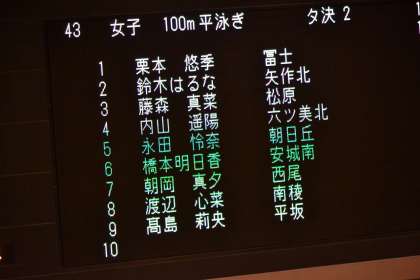 43 女子 100m平泳ぎ タ決 2
1 栗本 悠季 冨士
2 鈴木はるな 矢作北
3 藤森 真菜 松原
4 内山 遥陽 六ツ美北
5 永田 怜奈 朝日丘
6 橋本明日香 安城南
7 朝岡 真夕 西尾
8 渡辺 心菜 南稜
9 髙島 莉央 平坂
10